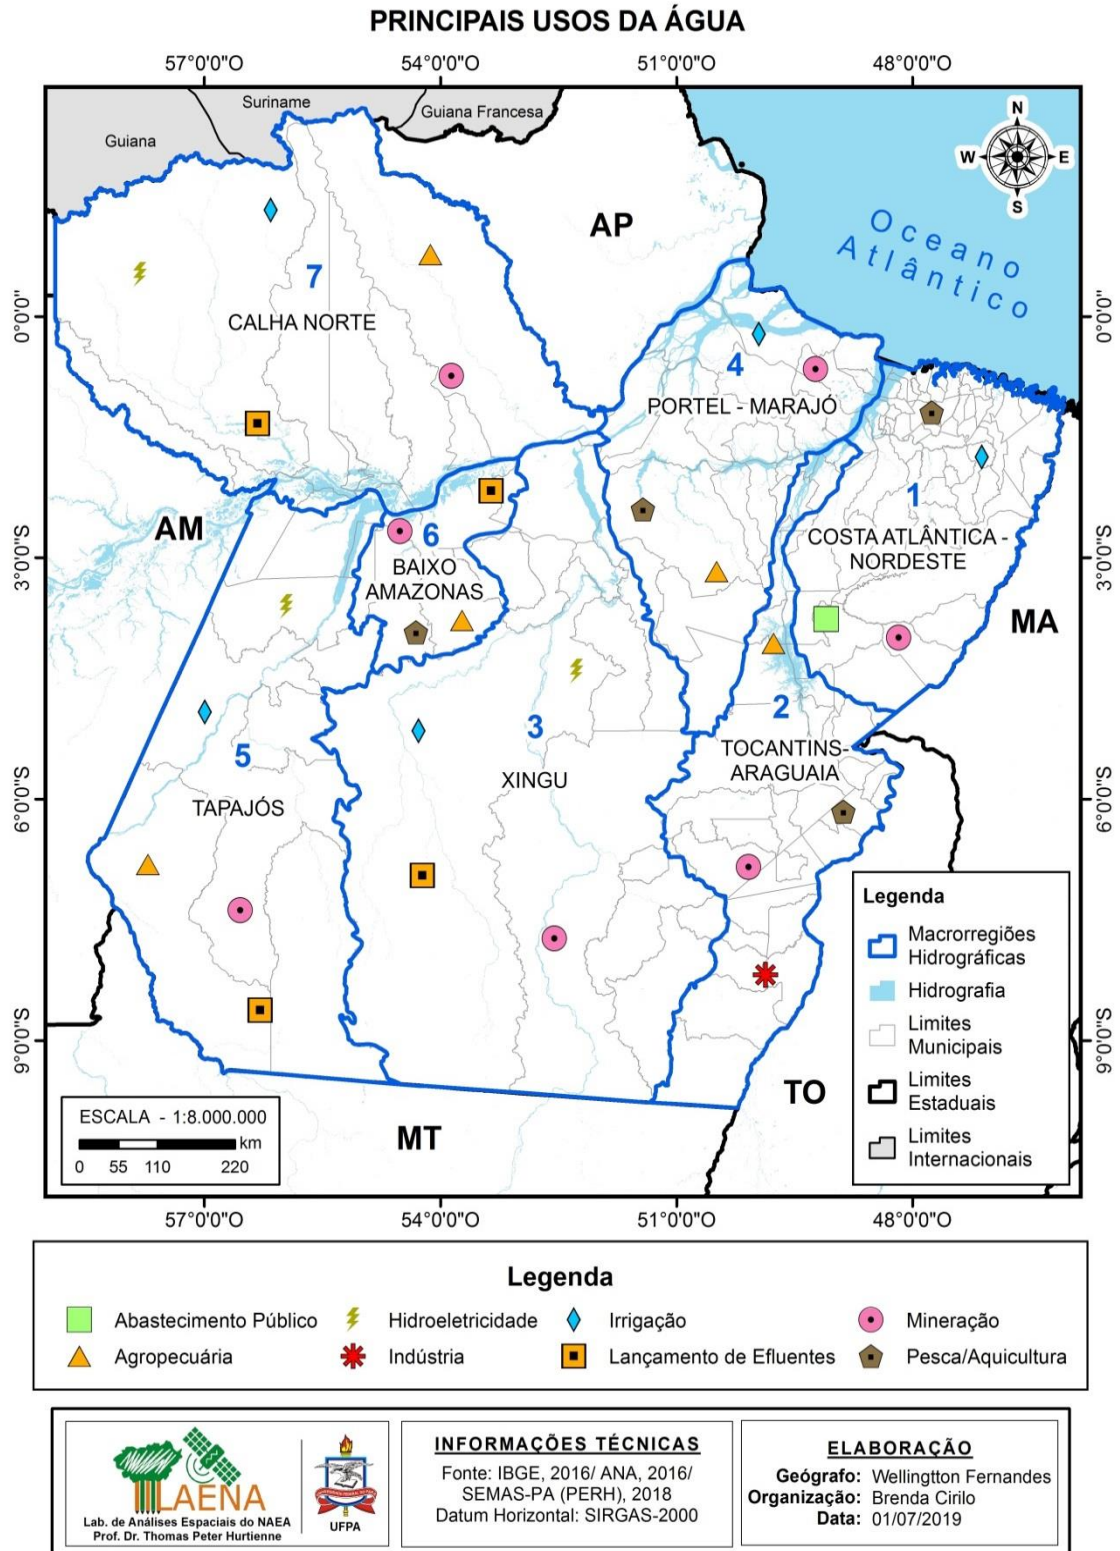 PRINCIPAIS USOS DA ÁGUA
57°0'0"O
54°0'0"O
51°0'0"O
48°0'0"O
Suriname
Guiana Francesa
Guiana
N
W
E
S
AP
Oceano
Atlântico
7
CALHA NORTE
0°0'0"
0°0'0"
4
PORTEL - MARAJÓ
AM
6
BAIXO
AMAZONAS
1
COSTA ATLÂNTICA -
NORDESTE
3°0'0"S
3°0'0"S
MA
2
TOCANTINS-
ARAGUAIA
3
XINGU
5
TAPAJÓS
6°0'0"S
6°0'0"S
Legenda
Macrorregiões
Hidrográficas
Hidrografia
Limites
Municipais
Limites
Estaduais
Limites
Internacionais
9°0'0"S
9°0'0"S
TO
MT
ESCALA - 1:8.000.000
km
0 55 110 220
57°0'0"O
54°0'0"O
51°0'0"O
48°0'0"O
Legenda
Abastecimento Público
Hidroeletricidade
Irrigação
Mineração
Agropecuária
Indústria
Lançamento de Efluentes
Pesca/Aquicultura
LAENA
Lab. de Análises Espaciais do NAEA
Prof. Dr. Thomas Peter Hurtienne
UFPA
INFORMAÇÕES TÉCNICAS
Fonte: IBGE, 2016/ ANA, 2016/
SEMAS-PA (PERH), 2018
Datum Horizontal: SIRGAS-2000
ELABORAÇÃO
Geógrafo: Wellingtton Fernandes
Organização: Brenda Cirilo
Data: 01/07/2019